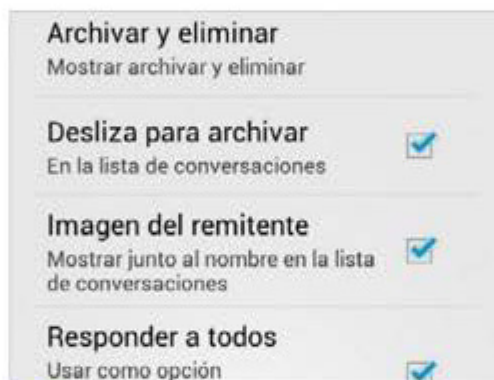 Archivar y eliminar
Mostrar archivar y eliminar
Desliza para archivar
En la lista de conversaciones
Imagen del remitente
Mostrar junto al nombre en la lista
de conversaciones
Responder a todos
Usar como opción